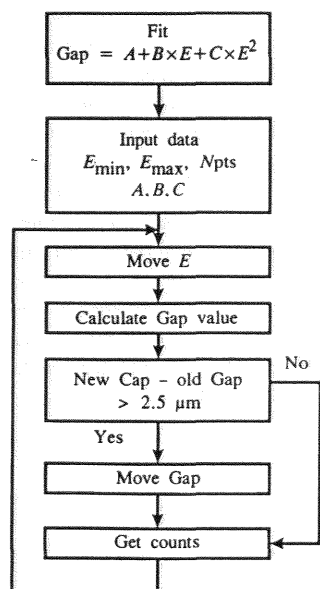 Fit
Gap = A+B×E+C×E²
Input data
Emin, Emax, Npts
A.B.C
Move E
Calculate Gap value
New Cap – old Gap
> 2.5 µm
No
Yes
Move Gap
Get counts